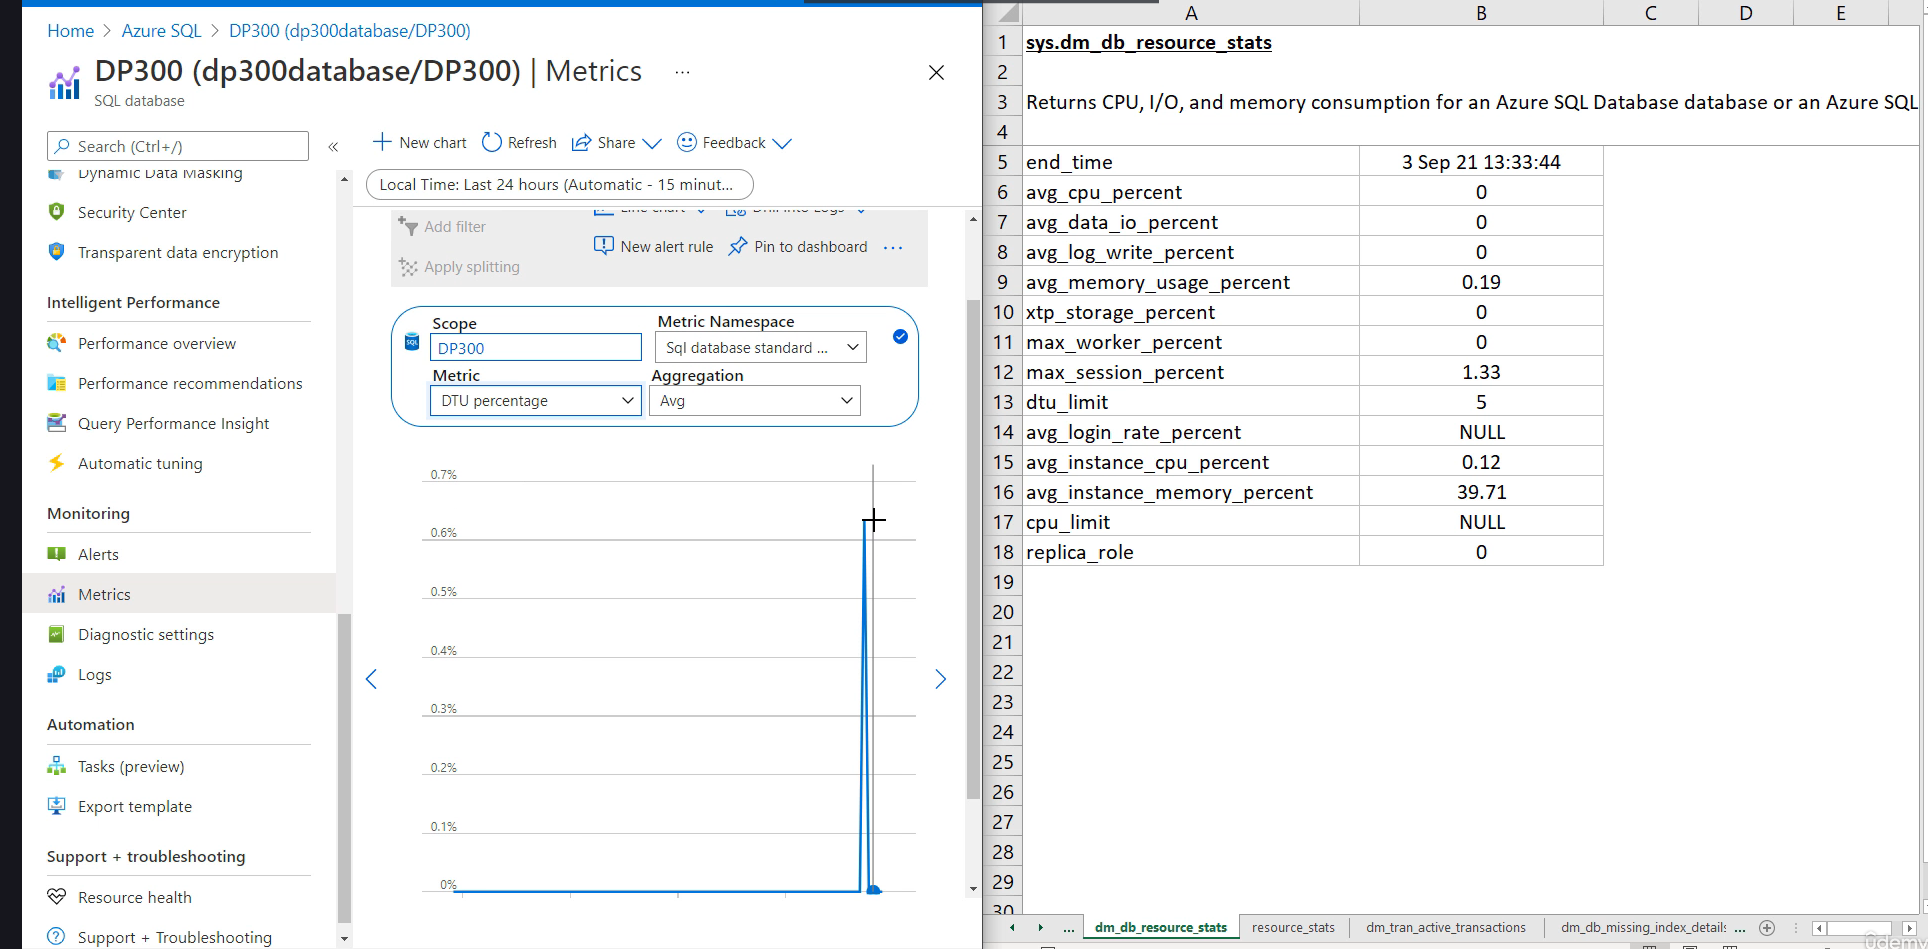 Home > Azure SQL > DP300 (dp300database/DP300)
DP300 (dp300database/DP300) | Metrics ...
SQL database
Search (Ctrl+/)
«
Dynamic Data Masking
Security Center
Transparent data encryption
Intelligent Performance
Performance overview
Performance recommendations
Query Performance Insight
Automatic tuning
Monitoring
Alerts
Metrics
Diagnostic settings
Logs
Automation
Tasks (preview)
Export template
Support + troubleshooting
Resource health
Support + Troubleshooting
New chart
Refresh
Share
Feedback
Local Time: Last 24 hours (Automatic - 15 minut...
Add filter
Line chart
Drill into Logs
New alert rule
Pin to dashboard
...
Apply splitting
Scope
Metric Namespace
SQL
DP300
Sql database standard ...
Metric
Aggregation
DTU percentage
Avg
0.7%
0.6%
0.5%
0.4%
0.3%
0.2%
0.1%
0%
A B C D E
1 sys.dm_db_resource_stats
2
3 Returns CPU, I/O, and memory consumption for an Azure SQL Database database or an Azure SQL
4
5 end_time 3 Sep 21 13:33:44
6 avg_cpu_percent 0
7 avg_data_io_percent 0
8 avg_log_write_percent 0
9 avg_memory_usage_percent 0.19
10 xtp_storage_percent 0
11 max_worker_percent 0
12 max_session_percent 1.33
13 dtu_limit 5
14 avg_login_rate_percent NULL
15 avg_instance_cpu_percent 0.12
16 avg_instance_memory_percent 39.71
17 cpu_limit NULL
18 replica_role 0
19
20
21
22
23
24
25
26
27
28
29
30
... dm_db_resource_stats resource_stats dm_tran_active_transactions dm_db_missing_index_details ...
ûdemy